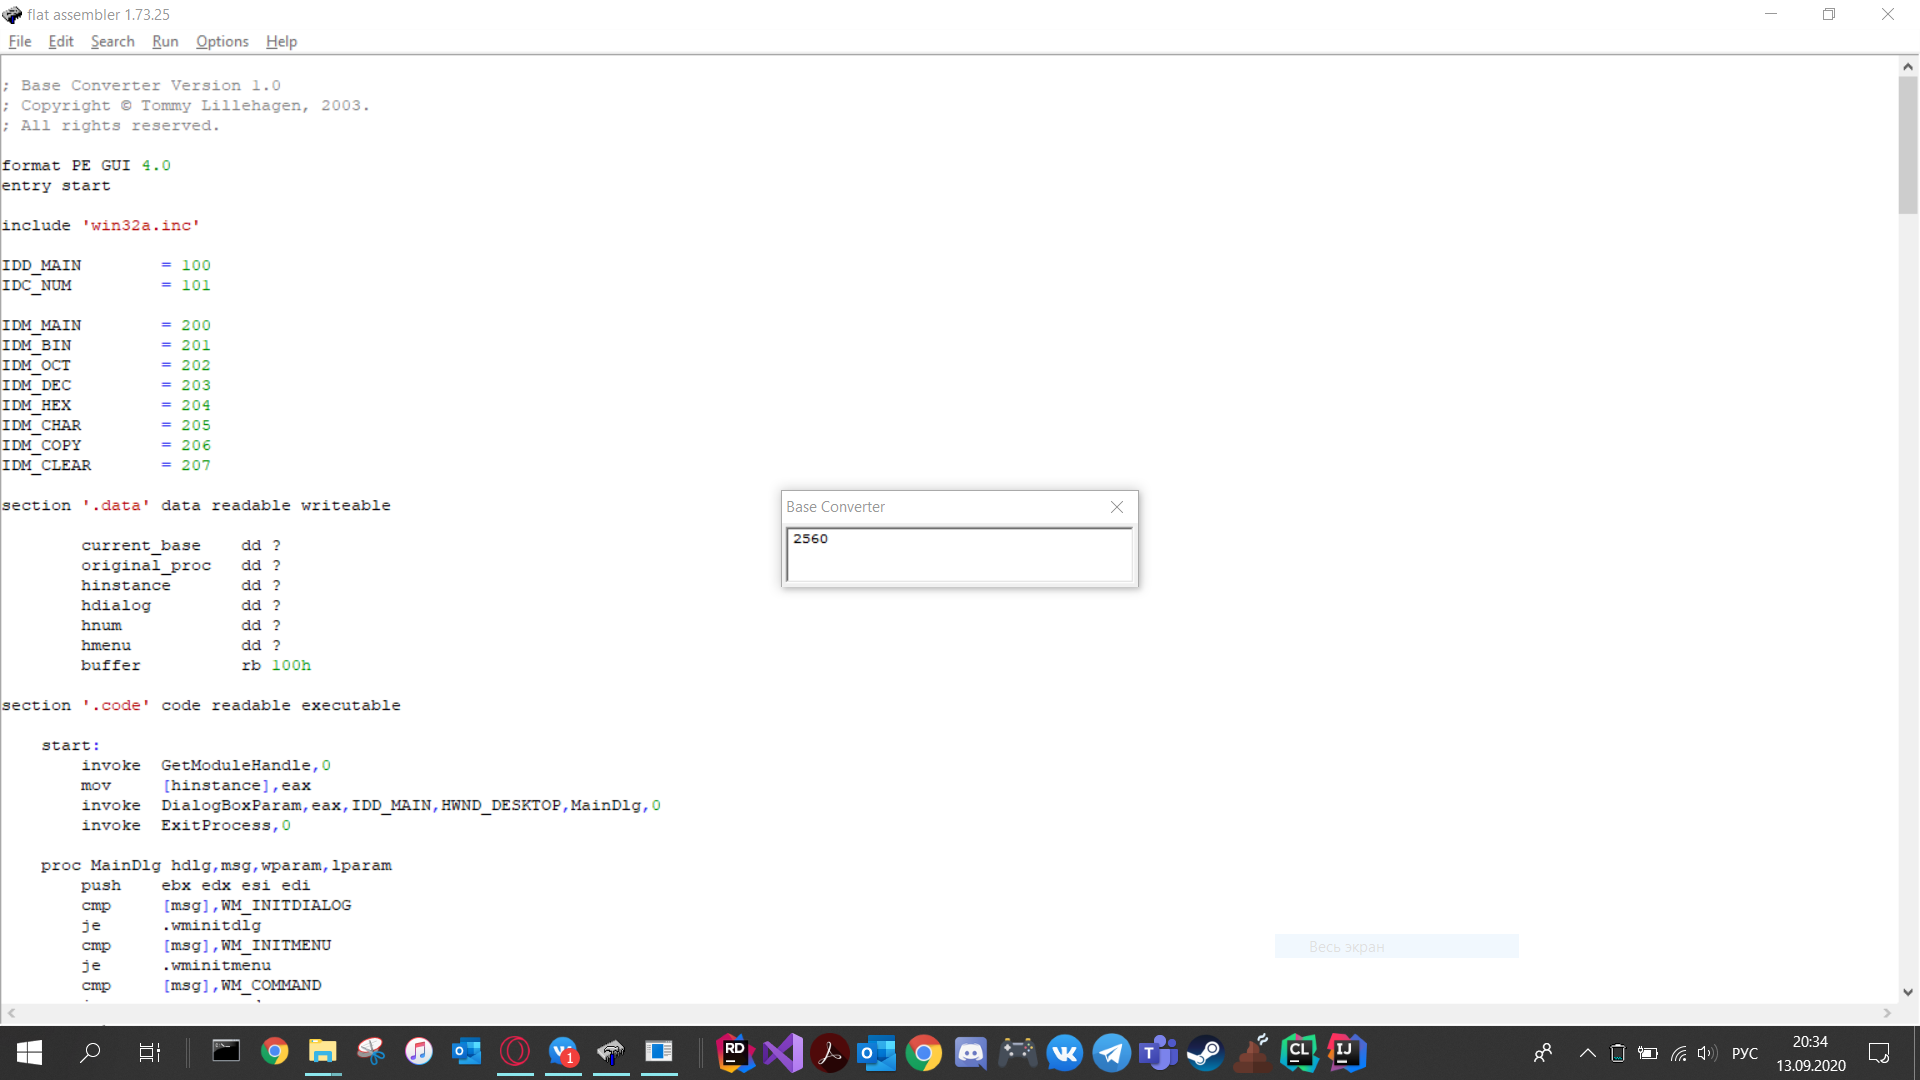 flat assembler 1.73.25
File Edit Search Run Options Help
; Base Converter Version 1.0
; Copyright © Tommy Lillehagen, 2003.
; All rights reserved.
format PE GUI 4.0
entry start
include 'win32a.inc'
IDD_MAIN = 100
IDC_NUM = 101
IDM_MAIN = 200
IDM_BIN = 201
IDM_OCT = 202
IDM_DEC = 203
IDM_HEX = 204
IDM_CHAR = 205
IDM_COPY = 206
IDM_CLEAR = 207
section '.data' data readable writeable
current_base dd ?
original_proc dd ?
hinstance dd ?
hdialog dd ?
hnum dd ?
hmenu dd ?
buffer rb 100h
section '.code' code readable executable
start:
invoke GetModuleHandle,0
mov [hinstance],eax
invoke DialogBoxParam,eax,IDD_MAIN,HWND_DESKTOP,MainDlg,0
invoke ExitProcess,0
proc MainDlg hdlg,msg,wparam,lparam
push ebx edx esi edi
cmp [msg],WM_INITDIALOG
je .wminitdlg
cmp [msg],WM_INITMENU
je .wminitmenu
cmp [msg],WM_COMMAND
Base Converter
2560
Весь экран
V 1
RD
CL
IJ
РУС
20:34
13.09.2020